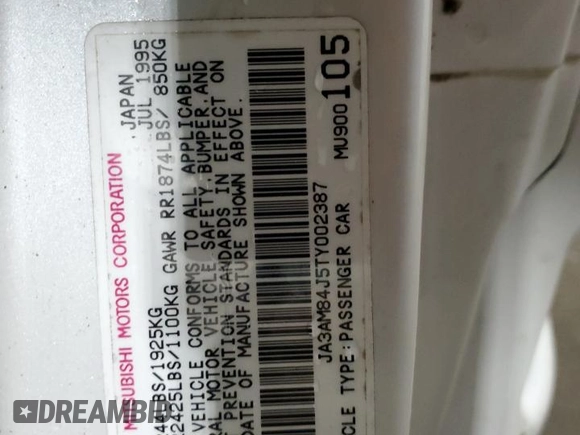 MITSUBISHI MOTORS CORPORATION
JAPAN
JUL 1995
LBS/1925KG
2425LBS/1100KG GAWR RR1874LBS/ 850KG
VEHICLE CONFORMS TO ALL APPLICABLE
MOTOR VEHICLE SAFETY,BUMPER,AND
PREVENTION STANDARDS IN EFFECT ON
DATE OF MANUFACTURE SHOWN ABOVE.
JA3AM84J5TY002387
TYPE:PASSENGER CAR
MU900
105
DREAMBID